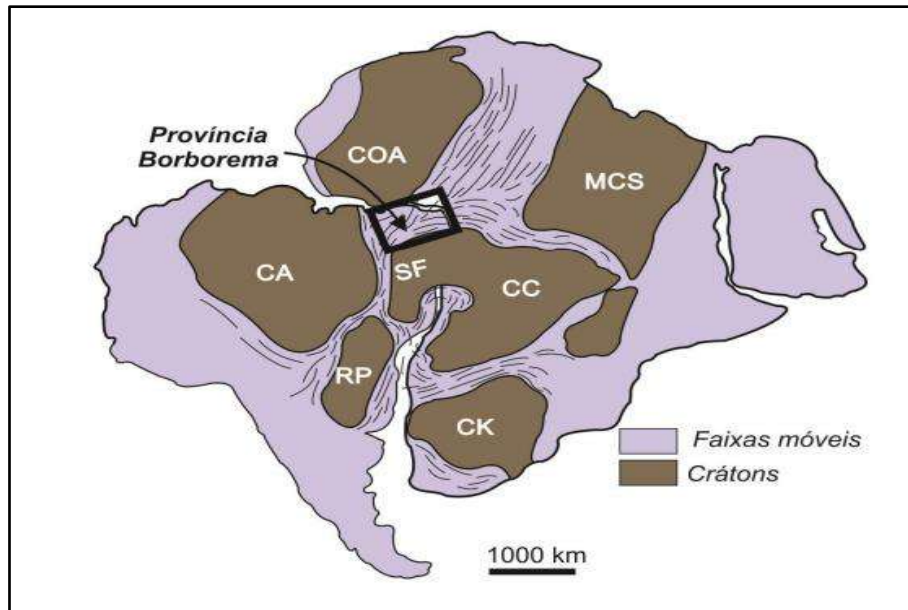 Província
Borborema
COA
MCS
CA
SF
CC
RP
CK
Faixas móveis
Crátons
1000 km